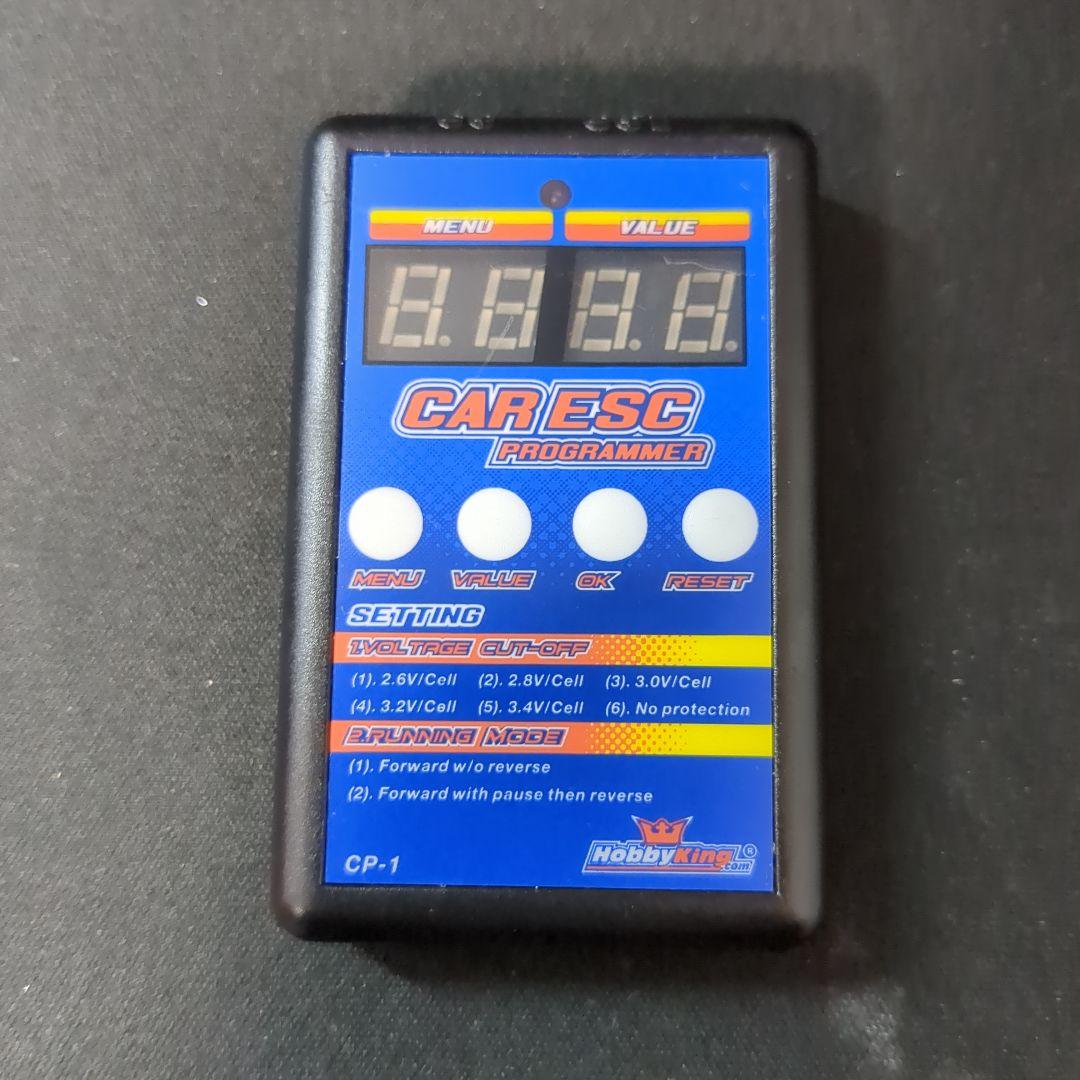 MENU VALUE
CAR ESC
PROGRAMMER
MENU VALUE OK RESET
SETTING
1.VOLTAGE CUT-OFF
(1). 2.6V/Cell (2). 2.8V/Cell (3). 3.0V/Cell
(4). 3.2V/Cell (5). 3.4V/Cell (6). No protection
2.RUNNING MODE
(1). Forward w/o reverse
(2). Forward with pause then reverse
CP-1
HobbyKing®
.com